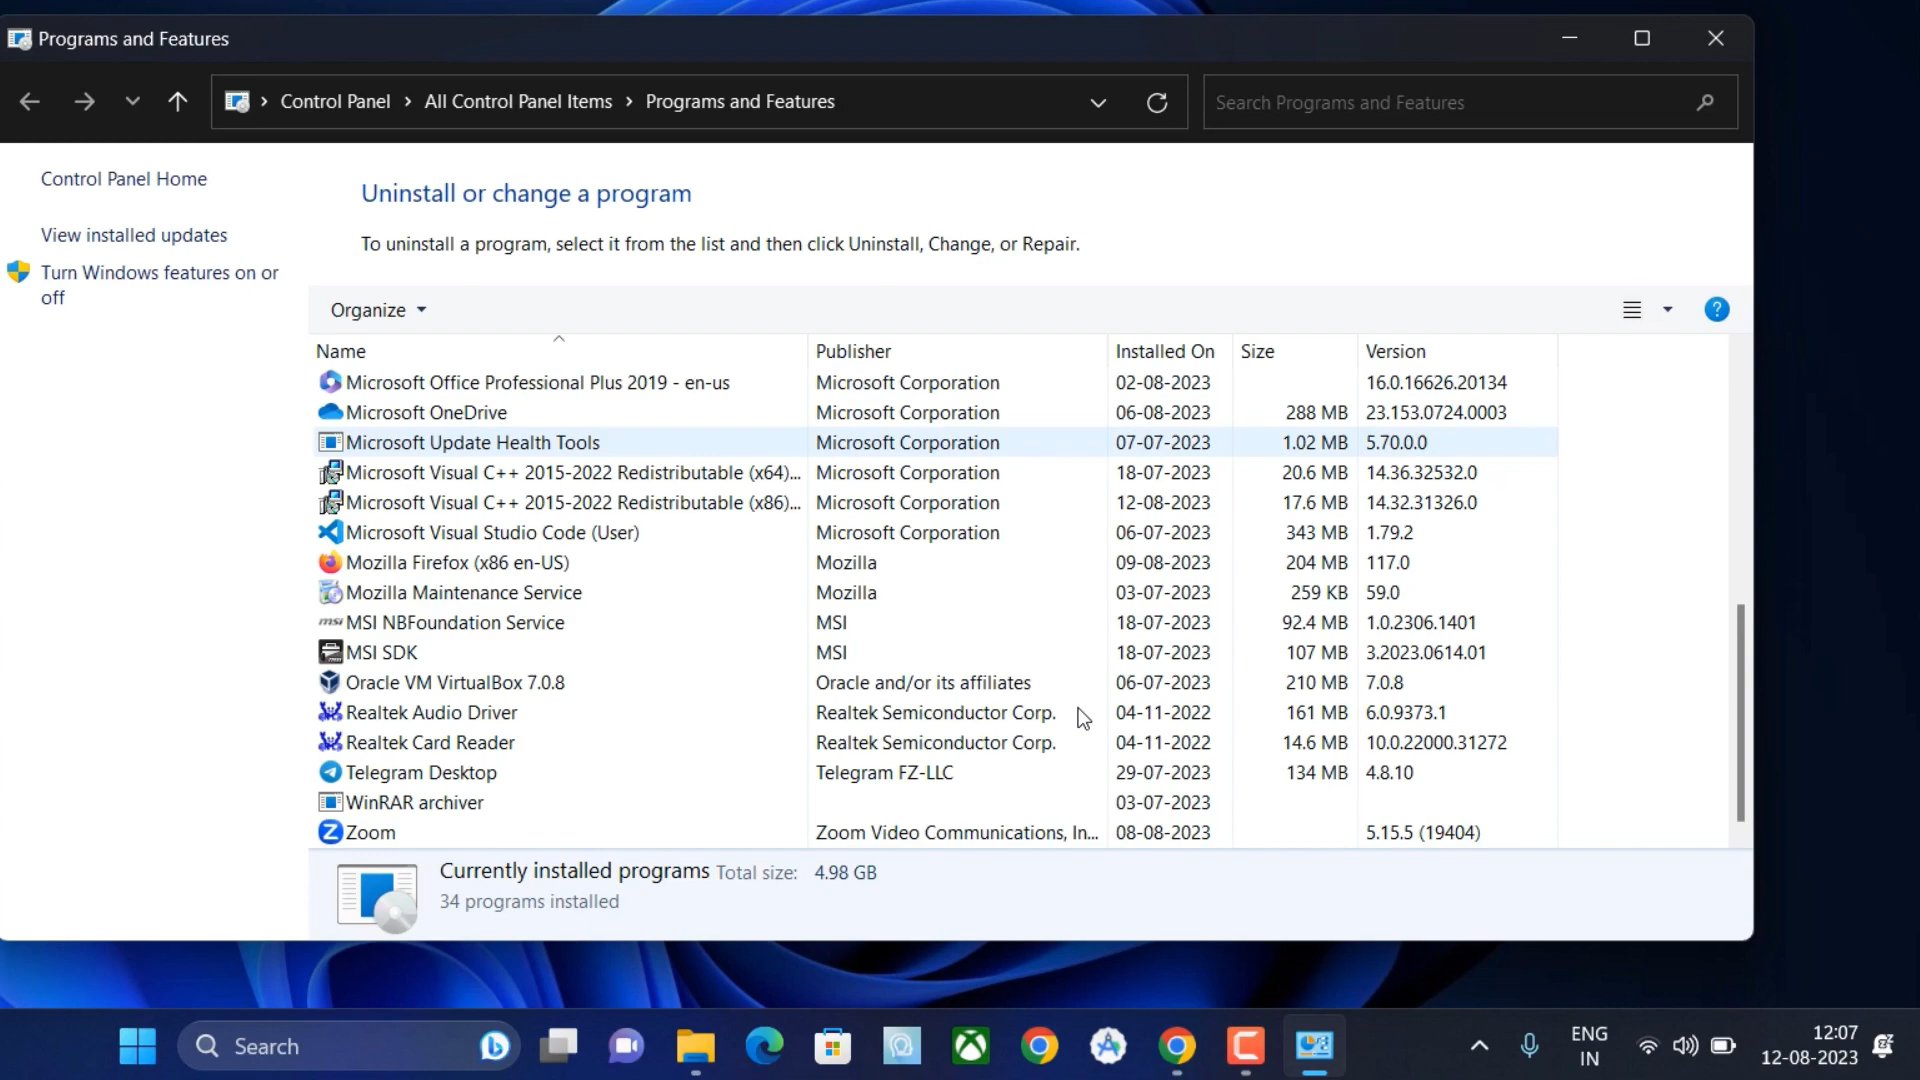 Programs and Features
Control Panel > All Control Panel Items > Programs and Features
Search Programs and Features
Control Panel Home
View installed updates
Turn Windows features on or
off
Uninstall or change a program
To uninstall a program, select it from the list and then click Uninstall, Change, or Repair.
Organize
Name Publisher Installed On Size Version
Microsoft Office Professional Plus 2019 - en-us Microsoft Corporation 02-08-2023 16.0.16626.20134
Microsoft OneDrive Microsoft Corporation 06-08-2023 288 MB 23.153.0724.0003
Microsoft Update Health Tools Microsoft Corporation 07-07-2023 1.02 MB 5.70.0.0
Microsoft Visual C++ 2015-2022 Redistributable (x64)... Microsoft Corporation 18-07-2023 20.6 MB 14.36.32532.0
Microsoft Visual C++ 2015-2022 Redistributable (x86)... Microsoft Corporation 12-08-2023 17.6 MB 14.32.31326.0
Microsoft Visual Studio Code (User) Microsoft Corporation 06-07-2023 343 MB 1.79.2
Mozilla Firefox (x86 en-US) Mozilla 09-08-2023 204 MB 117.0
Mozilla Maintenance Service Mozilla 03-07-2023 259 KB 59.0
msi MSI NBFoundation Service MSI 18-07-2023 92.4 MB 1.0.2306.1401
MSI SDK MSI 18-07-2023 107 MB 3.2023.0614.01
Oracle VM VirtualBox 7.0.8 Oracle and/or its affiliates 06-07-2023 210 MB 7.0.8
Realtek Audio Driver Realtek Semiconductor Corp. 04-11-2022 161 MB 6.0.9373.1
Realtek Card Reader Realtek Semiconductor Corp. 04-11-2022 14.6 MB 10.0.22000.31272
Telegram Desktop Telegram FZ-LLC 29-07-2023 134 MB 4.8.10
WinRAR archiver 03-07-2023
Zoom Zoom Video Communications, In... 08-08-2023 5.15.5 (19404)
Currently installed programs Total size: 4.98 GB
34 programs installed
Search
ENG
IN
12:07
12-08-2023